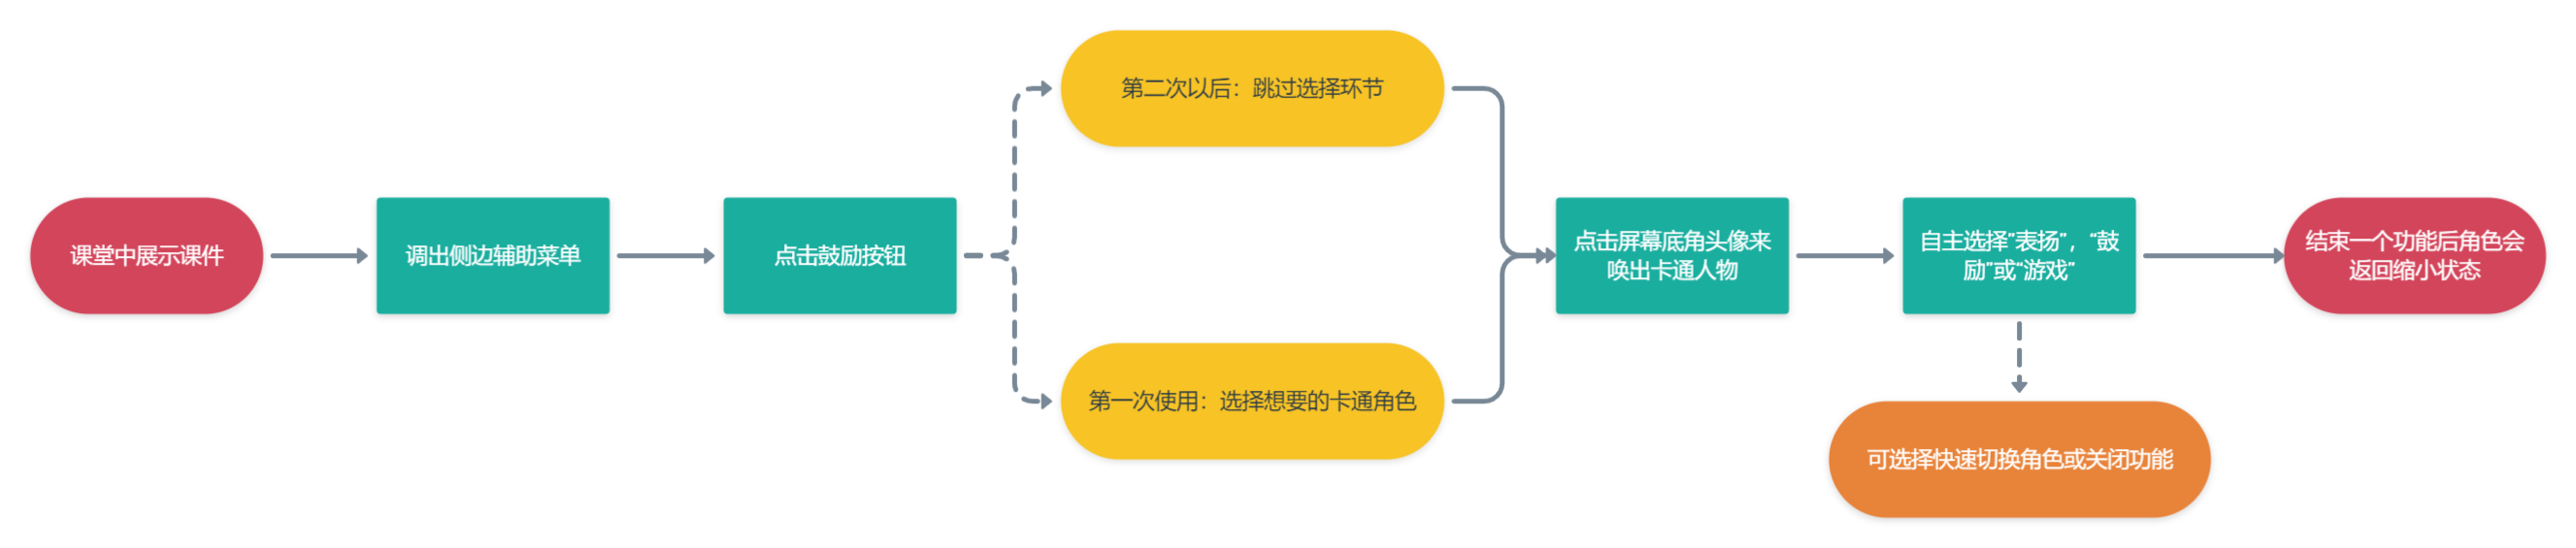 课堂中展示课件
调出侧边辅助菜单
点击鼓励按钮
第二次以后：跳过选择环节
第一次使用：选择想要的卡通角色
点击屏幕底角头像来
唤出卡通人物
自主选择”表扬”，“鼓
励”或“游戏”
可选择快速切换角色或关闭功能
结束一个功能后角色会
返回缩小状态